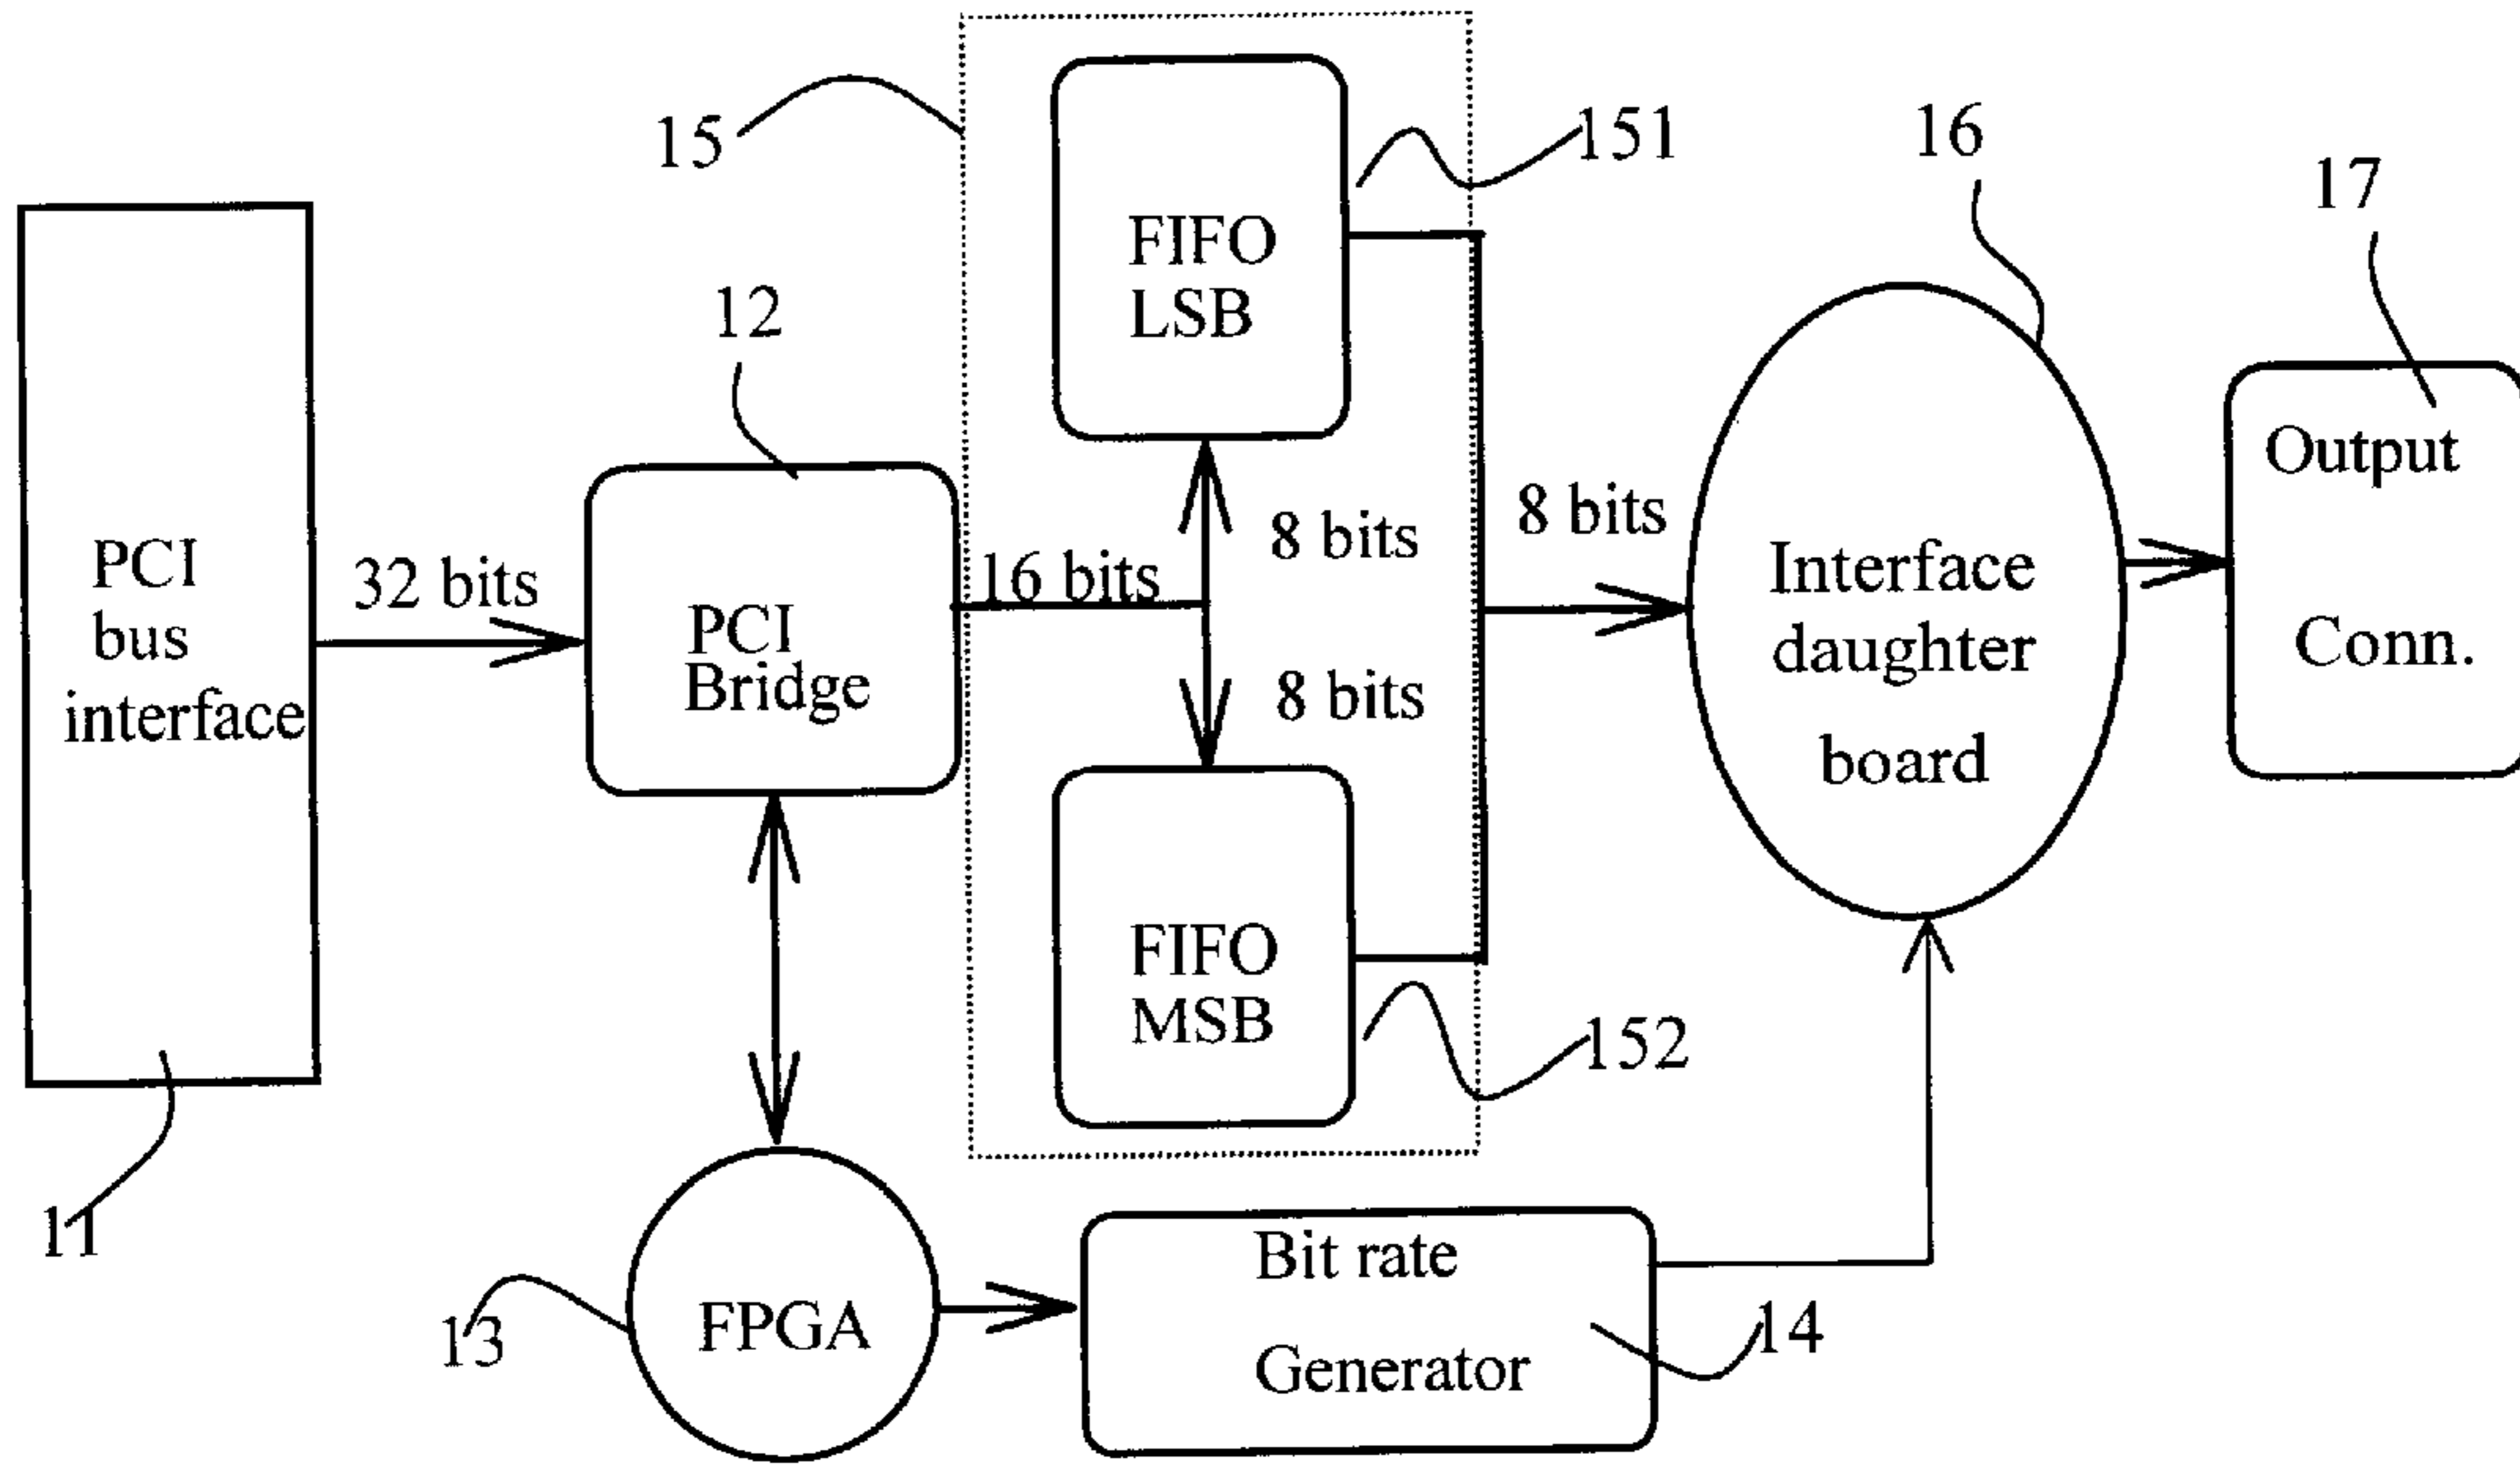 15
151
16
17
FIFO
LSB
12
PCI
bus
interface
32 bits
PCI
Bridge
16 bits
8 bits
8 bits
8 bits
Interface
daughter
board
Output
Conn.
FIFO
MSB
152
11
13
FPGA
Bit rate
Generator
14